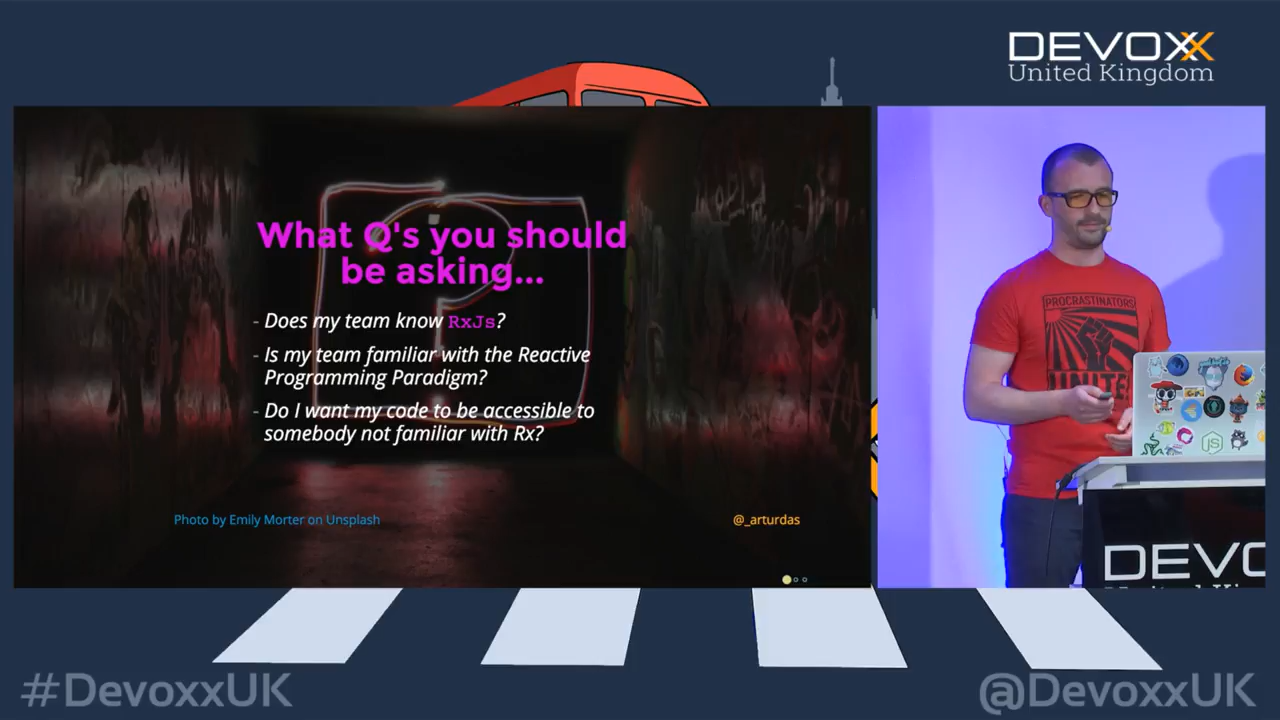 DEVOXX
United Kingdom
What Q's you should
be asking...
- Does my team know RxJs?
- Is my team familiar with the Reactive
Programming Paradigm?
- Do I want my code to be accessible to
somebody not familiar with Rx?
Photo by Emily Morter on Unsplash
@_arturdas
PROCRASTINATORS
UNITE
JS
#DevoxxUK
@DevoxxUK